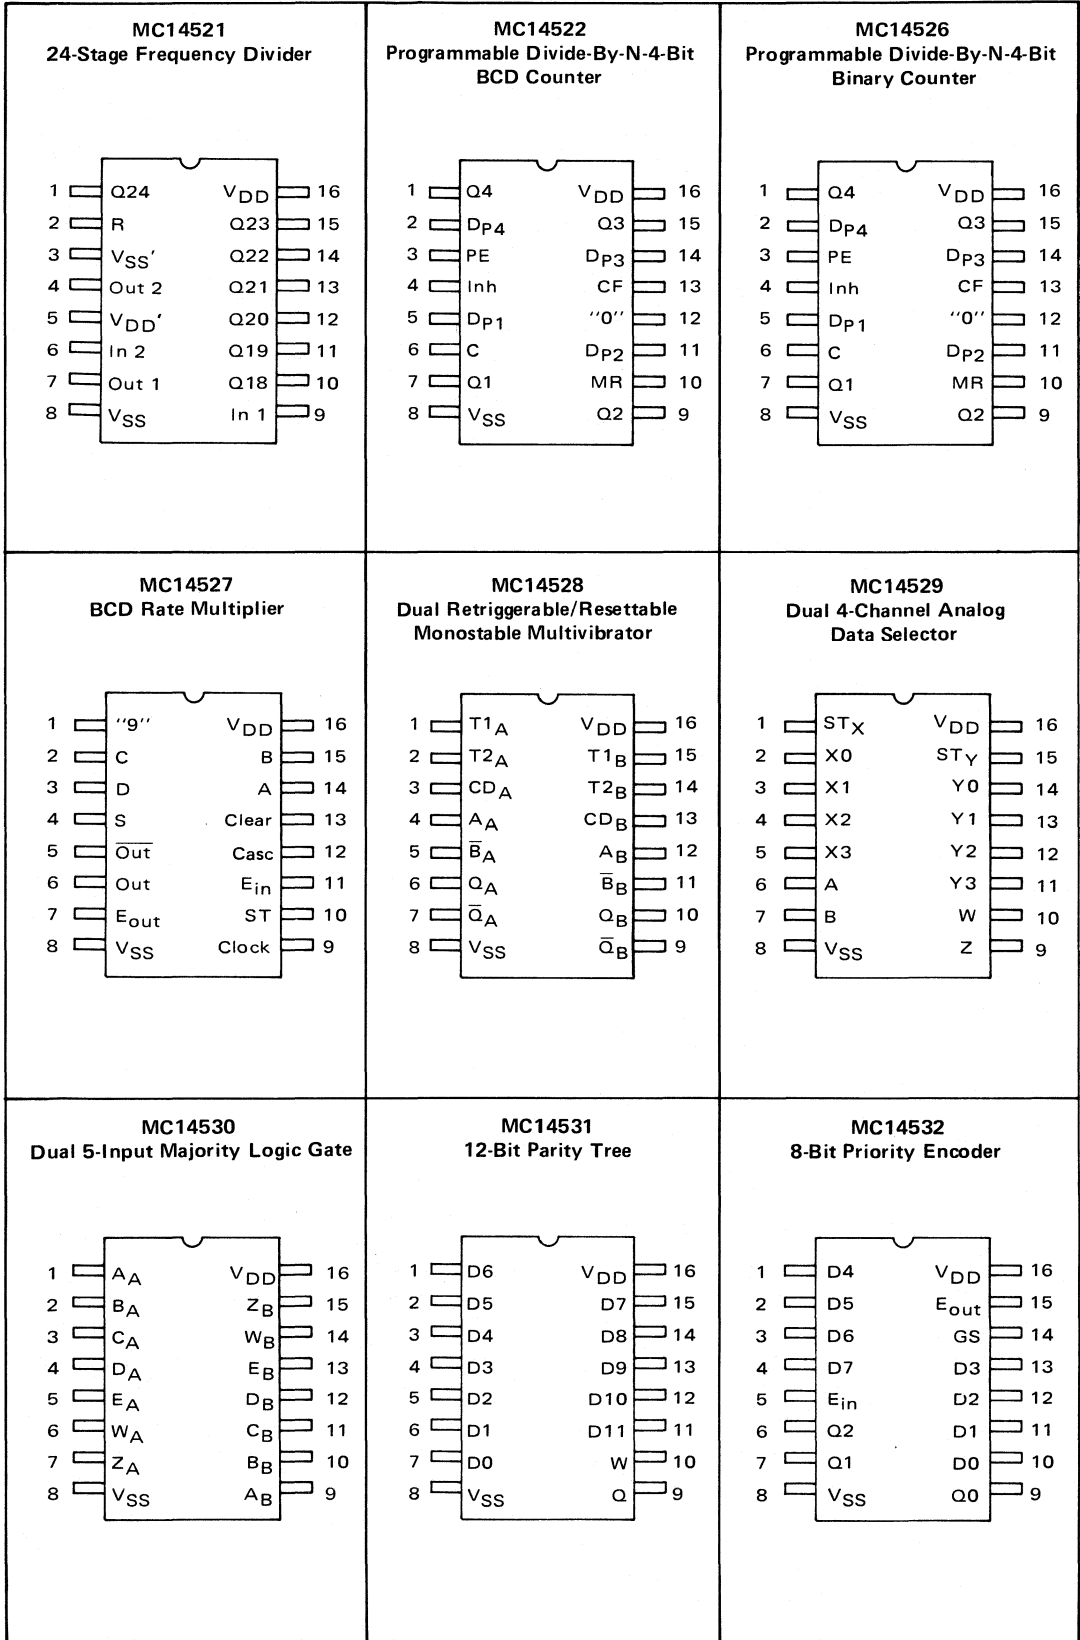 MC14521
24-Stage Frequency Divider
1 Q24 VDD 16
2 R Q23 15
3 VSS' Q22 14
4 Out 2 Q21 13
5 VDD' Q20 12
6 In 2 Q19 11
7 Out 1 Q18 10
8 VSS In 1 9
MC14522
Programmable Divide-By-N-4-Bit
BCD Counter
1 Q4 VDD 16
2 DP4 Q3 15
3 PE DP3 14
4 Inh CF 13
5 DP1 "0" 12
6 C DP2 11
7 Q1 MR 10
8 VSS Q2 9
MC14526
Programmable Divide-By-N-4-Bit
Binary Counter
1 Q4 VDD 16
2 DP4 Q3 15
3 PE DP3 14
4 Inh CF 13
5 DP1 "0" 12
6 C DP2 11
7 Q1 MR 10
8 VSS Q2 9
MC14527
BCD Rate Multiplier
1 "9" VDD 16
2 C B 15
3 D A 14
4 S Clear 13
5 O̅u̅t̅ Casc 12
6 Out Ein 11
7 Eout ST 10
8 VSS Clock 9
MC14528
Dual Retriggerable/Resettable
Monostable Multivibrator
1 T1A VDD 16
2 T2A T1B 15
3 CDA T2B 14
4 AA CDB 13
5 B̅A AB 12
6 QA B̅B 11
7 Q̅A QB 10
8 VSS Q̅B 9
MC14529
Dual 4-Channel Analog
Data Selector
1 STX VDD 16
2 X0 STY 15
3 X1 Y0 14
4 X2 Y1 13
5 X3 Y2 12
6 A Y3 11
7 B W 10
8 VSS Z 9
MC14530
Dual 5-Input Majority Logic Gate
1 AA VDD 16
2 BA ZB 15
3 CA WB 14
4 DA EB 13
5 EA DB 12
6 WA CB 11
7 ZA BB 10
8 VSS AB 9
MC14531
12-Bit Parity Tree
1 D6 VDD 16
2 D5 D7 15
3 D4 D8 14
4 D3 D9 13
5 D2 D10 12
6 D1 D11 11
7 D0 W 10
8 VSS Q 9
MC14532
8-Bit Priority Encoder
1 D4 VDD 16
2 D5 Eout 15
3 D6 GS 14
4 D7 D3 13
5 Ein D2 12
6 Q2 D1 11
7 Q1 D0 10
8 VSS Q0 9